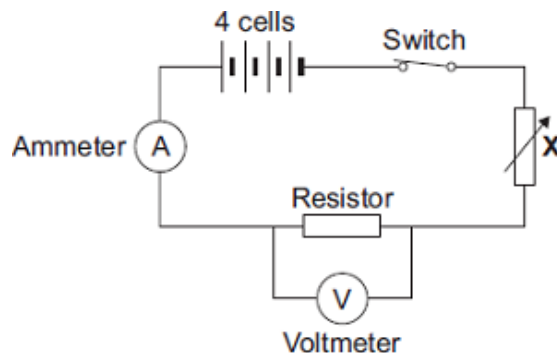 4 cells
Switch
Ammeter
A
X
Resistor
V
Voltmeter